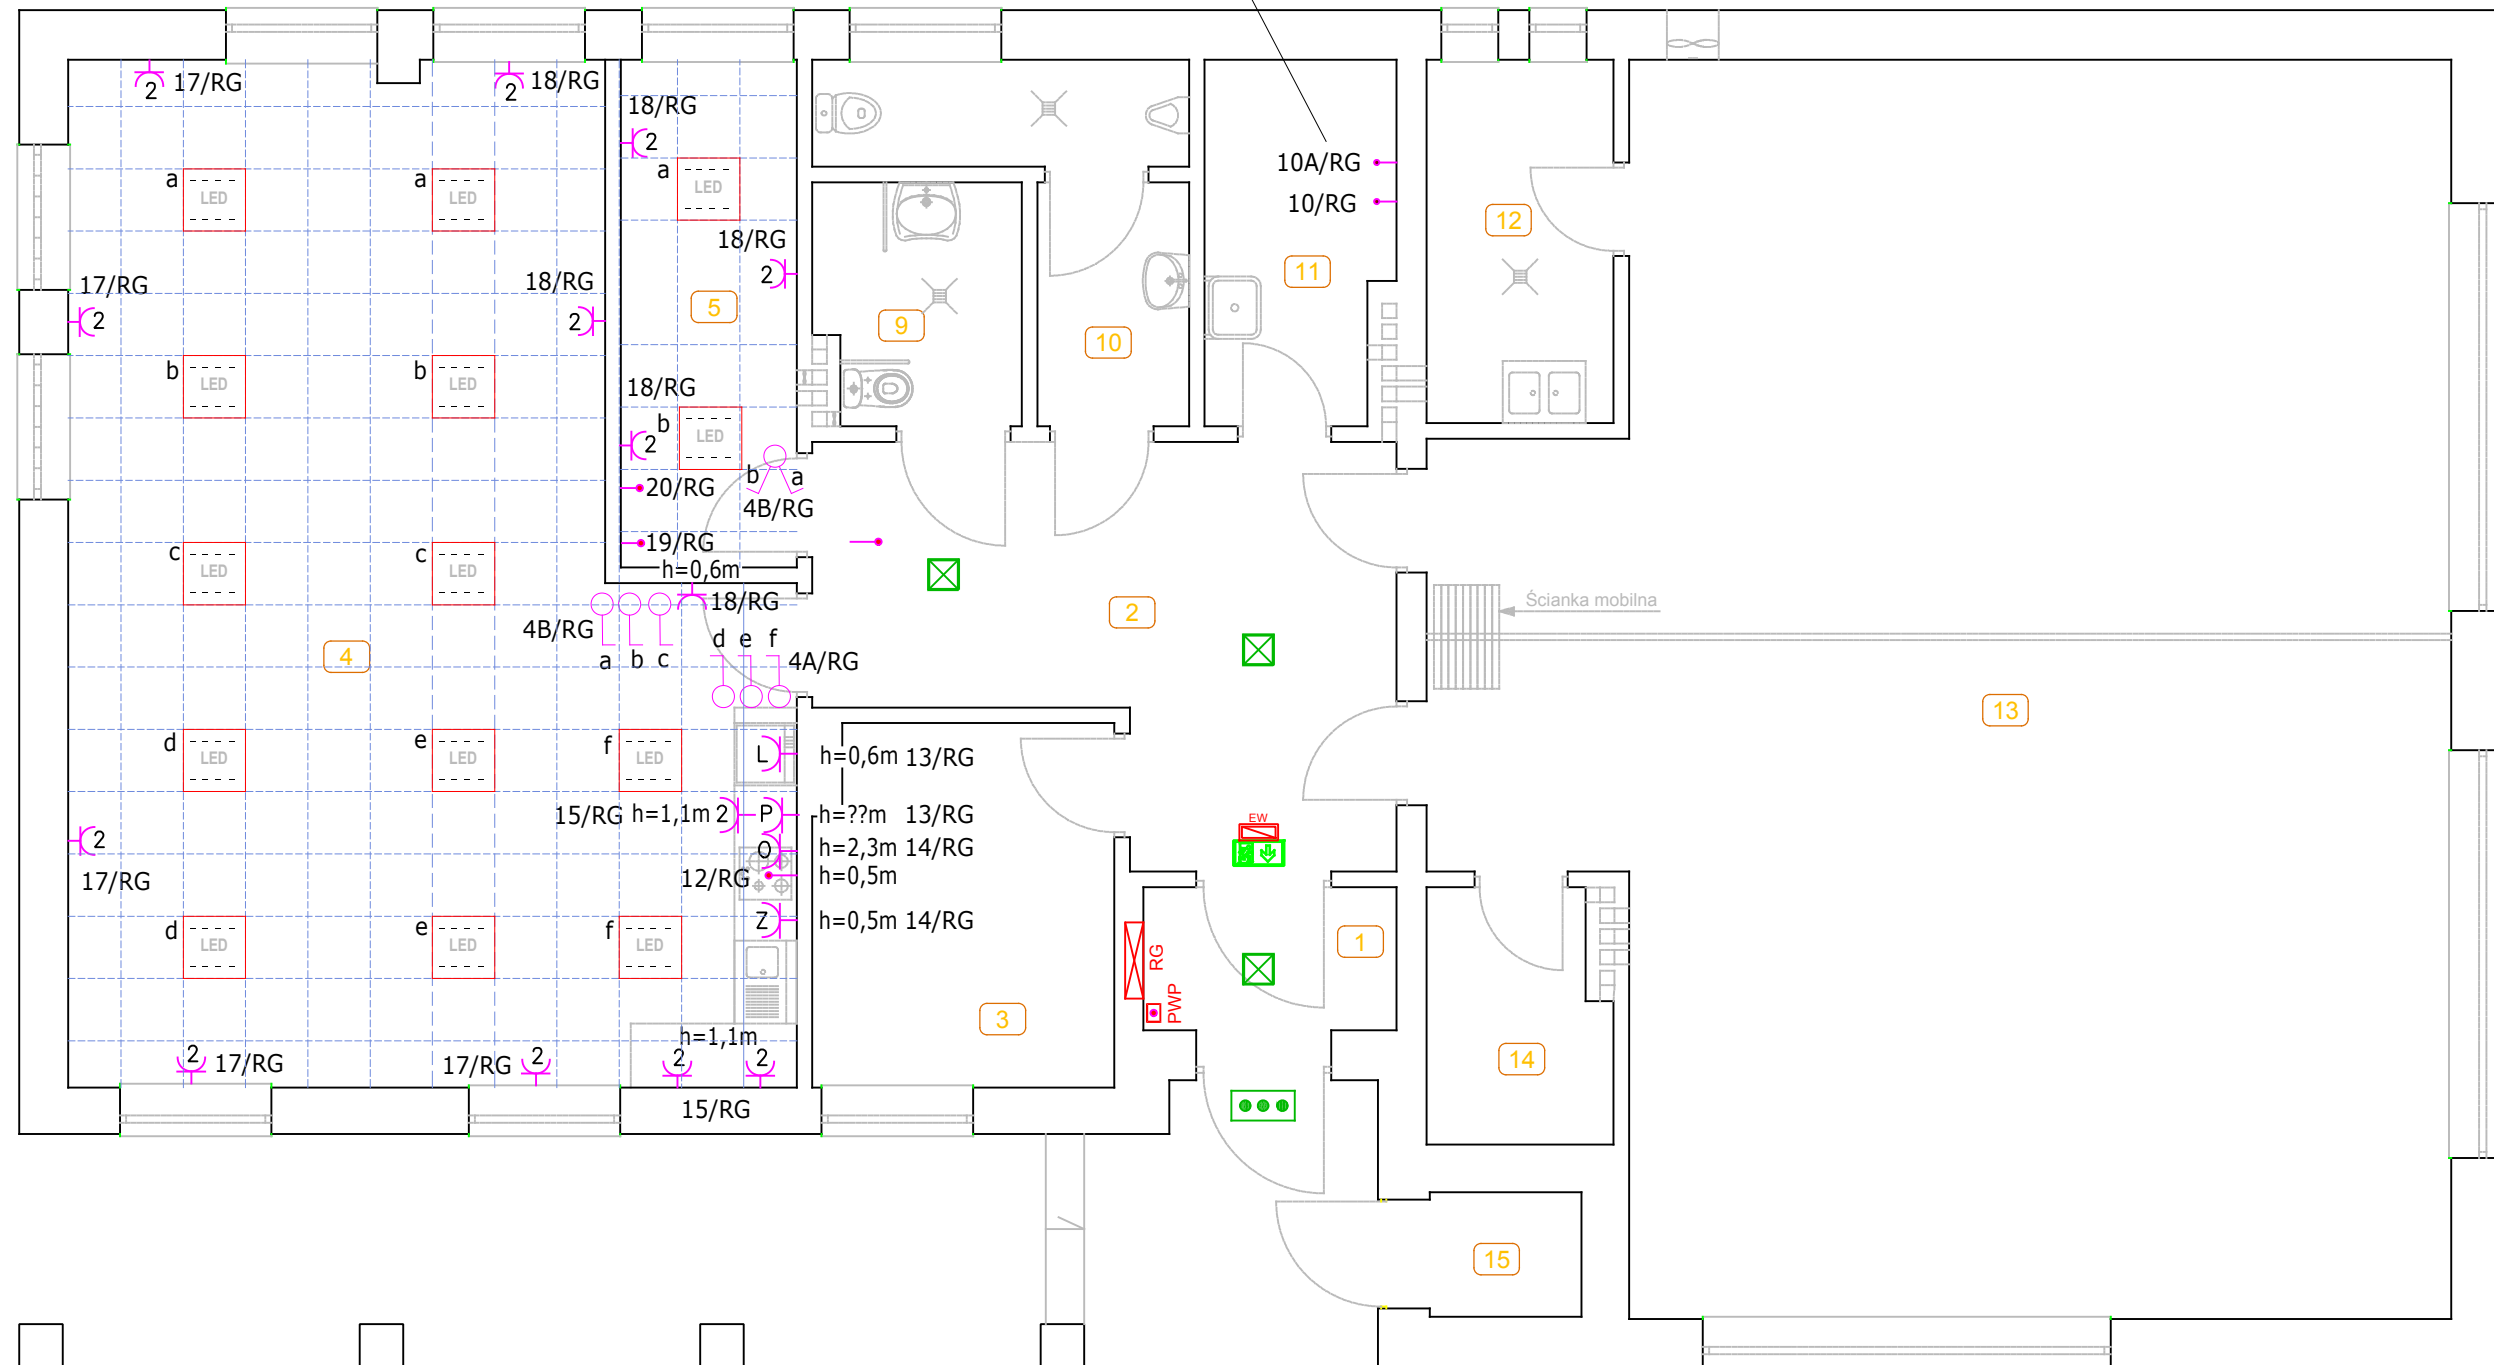 2 17/RG
2 18/RG
18/RG
2
a LED
a LED
a LED
10A/RG
10/RG
12
18/RG
2
17/RG
2
18/RG
2
5
9
10
11
b LED
b LED
18/RG
2
b LED
b a
4B/RG
20/RG
19/RG
h=0,6m
c LED
c LED
18/RG
4B/RG
a b c
d e f
4A/RG
4
2
Ścianka mobilna
13
d LED
e LED
f LED
L h=0,6m 13/RG
15/RG h=1,1m 2 P h=??m 13/RG
O h=2,3m 14/RG
12/RG h=0,5m
Z h=0,5m 14/RG
2
17/RG
EW
d LED
e LED
f LED
RG
PWP
1
3
14
h=1,1m
2 17/RG
17/RG 2
2 2
15/RG
15